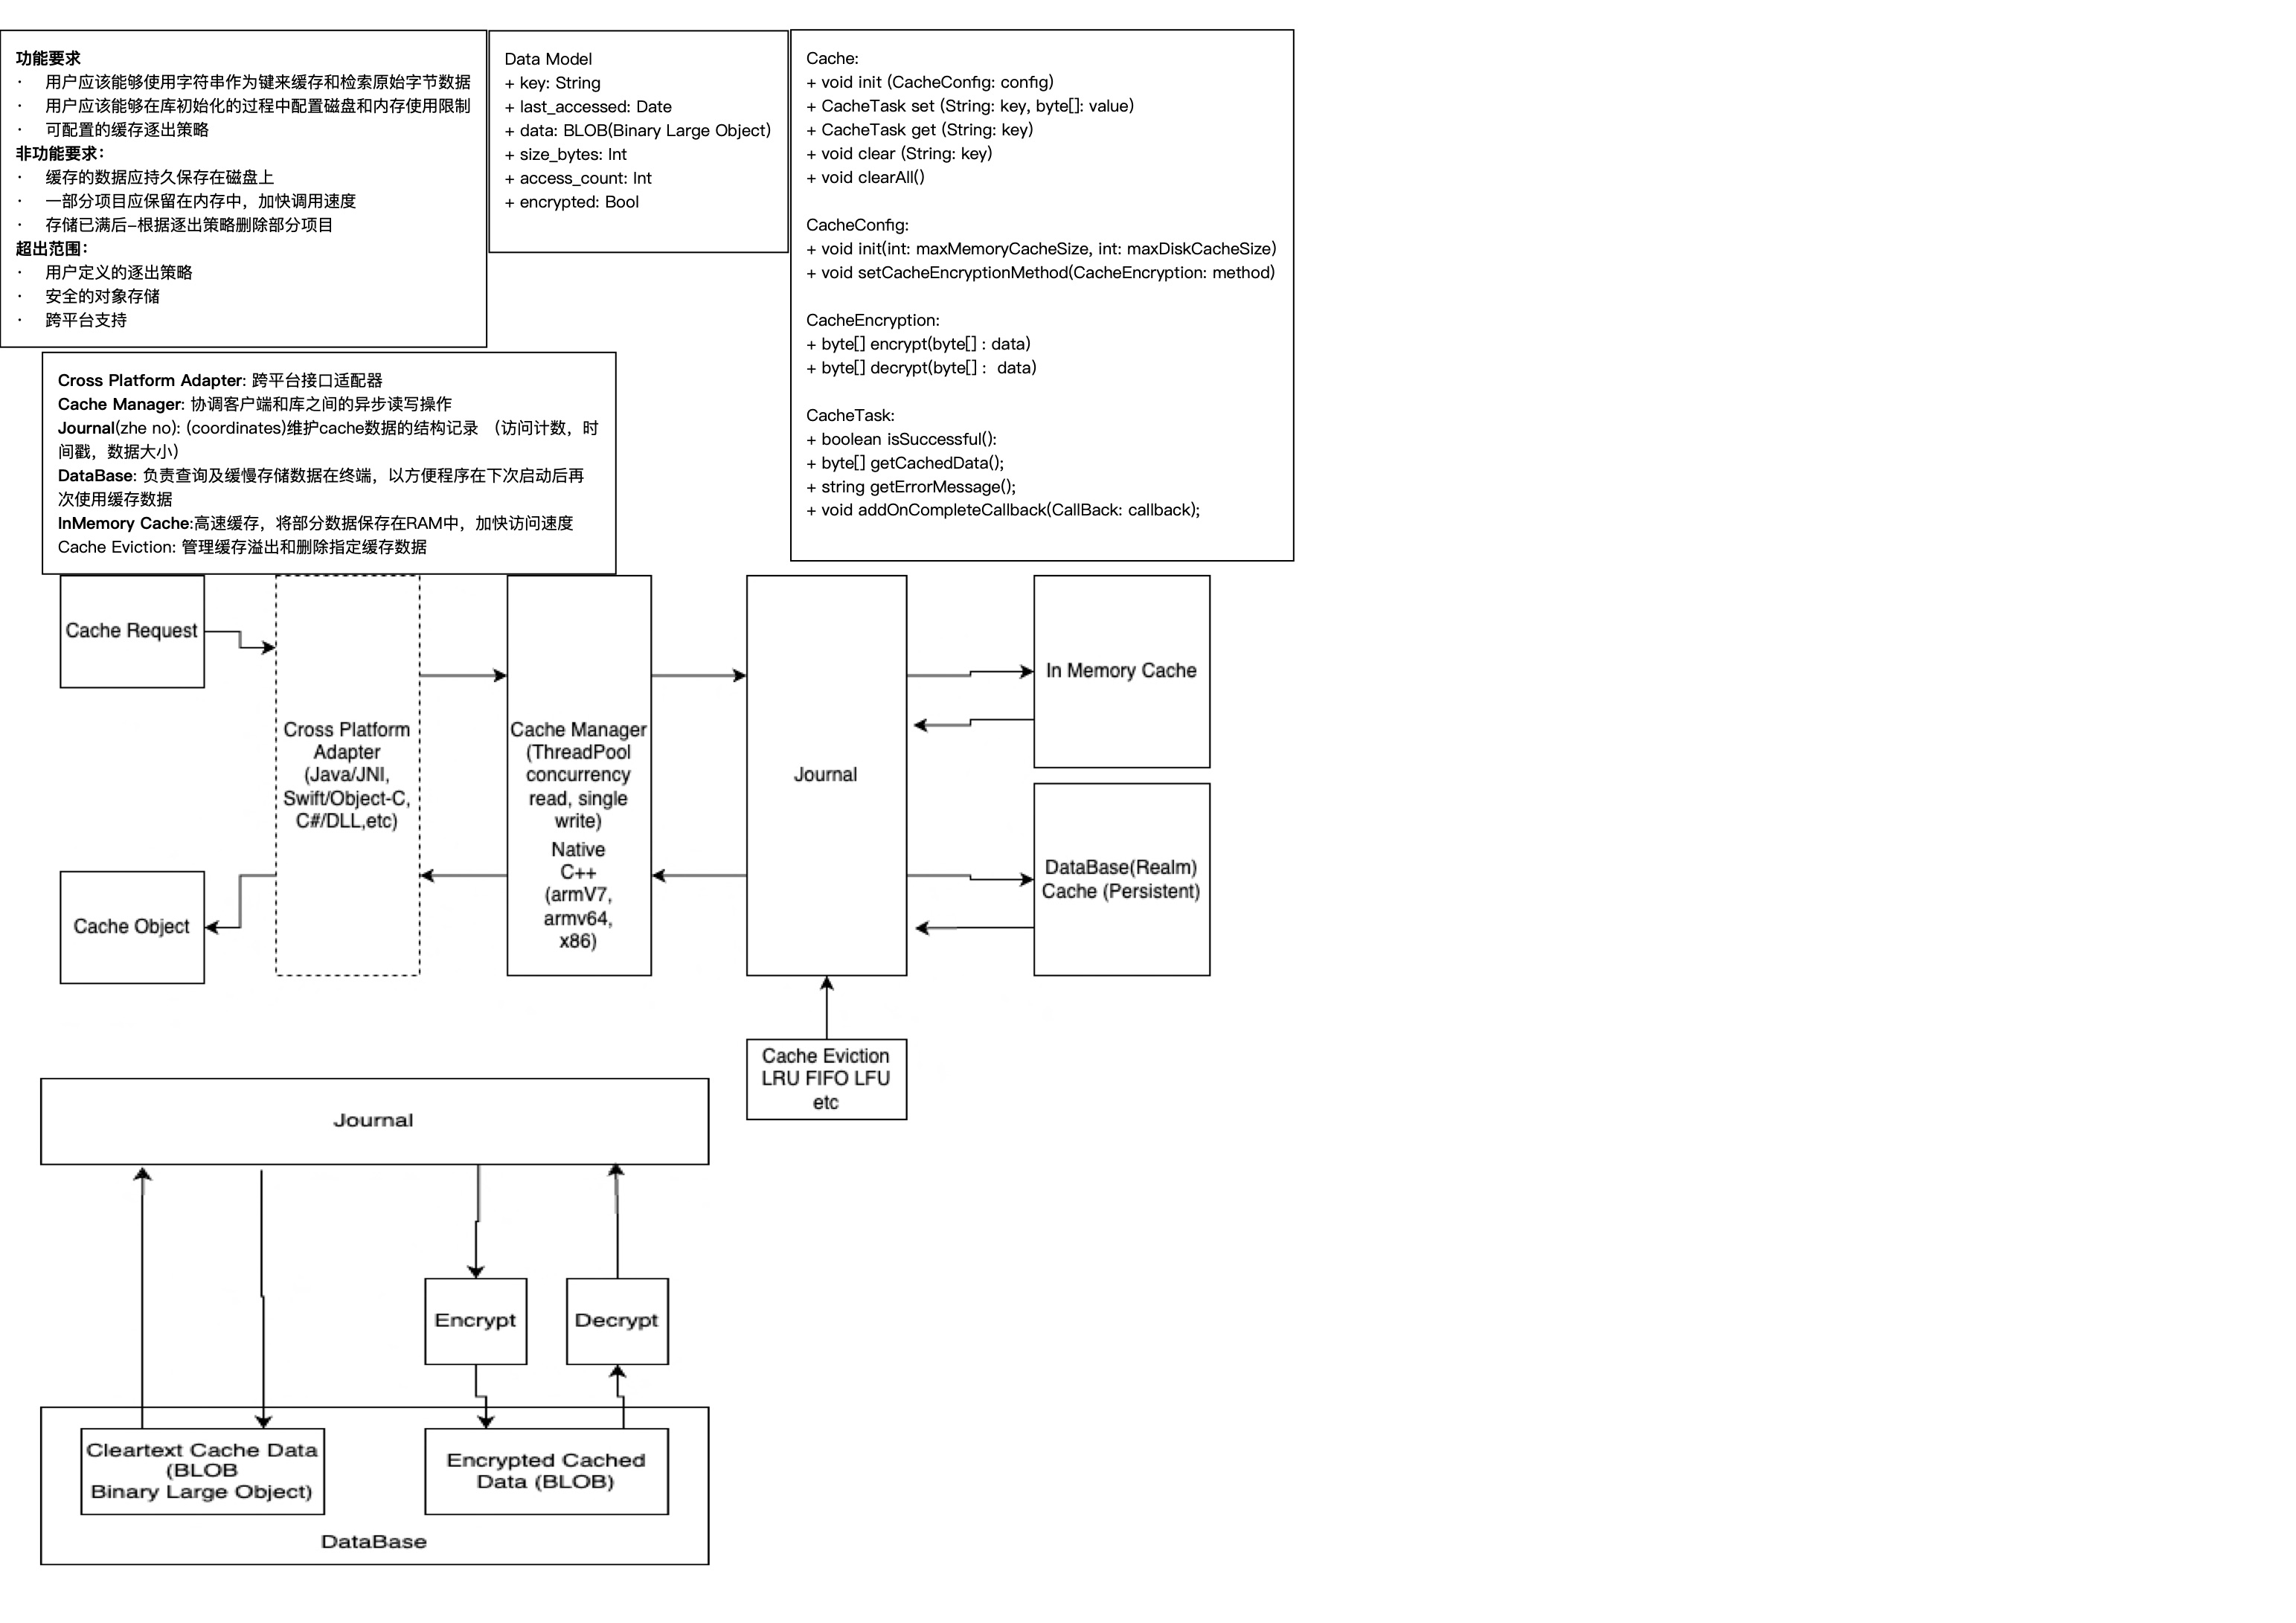 功能要求
· 用户应该能够使用字符串作为键来缓存和检索原始字节数据
· 用户应该能够在库初始化的过程中配置磁盘和内存使用限制
· 可配置的缓存逐出策略
非功能要求：
· 缓存的数据应持久保存在磁盘上
· 一部分项目应保留在内存中，加快调用速度
· 存储已满后–根据逐出策略删除部分项目
超出范围：
· 用户定义的逐出策略
· 安全的对象存储
· 跨平台支持
Data Model
+ key: String
+ last_accessed: Date
+ data: BLOB(Binary Large Object)
+ size_bytes: Int
+ access_count: Int
+ encrypted: Bool
Cache:
+ void init (CacheConfig: config)
+ CacheTask set (String: key, byte[]: value)
+ CacheTask get (String: key)
+ void clear (String: key)
+ void clearAll()
CacheConfig:
+ void init(int: maxMemoryCacheSize, int: maxDiskCacheSize)
+ void setCacheEncryptionMethod(CacheEncryption: method)
CacheEncryption:
+ byte[] encrypt(byte[] : data)
+ byte[] decrypt(byte[] :  data)
CacheTask:
+ boolean isSuccessful():
+ byte[] getCachedData();
+ string getErrorMessage();
+ void addOnCompleteCallback(CallBack: callback);
Cross Platform Adapter: 跨平台接口适配器
Cache Manager: 协调客户端和库之间的异步读写操作
Journal(zhe no): (coordinates)维护cache数据的结构记录 （访问计数，时
间戳，数据大小）
DataBase: 负责查询及缓慢存储数据在终端，以方便程序在下次启动后再
次使用缓存数据
InMemory Cache:高速缓存，将部分数据保存在RAM中，加快访问速度
Cache Eviction: 管理缓存溢出和删除指定缓存数据
Cache Request
Cross Platform
Adapter
(Java/JNI,
Swift/Object-C,
C#/DLL,etc)
Cache Manager
(ThreadPool
concurrency
read, single
write)
Native
C++
(armV7,
armv64,
x86)
Journal
In Memory Cache
DataBase(Realm)
Cache (Persistent)
Cache Object
Cache Eviction
LRU FIFO LFU
etc
Journal
Encrypt
Decrypt
Cleartext Cache Data
(BLOB
Binary Large Object)
Encrypted Cached
Data (BLOB)
DataBase